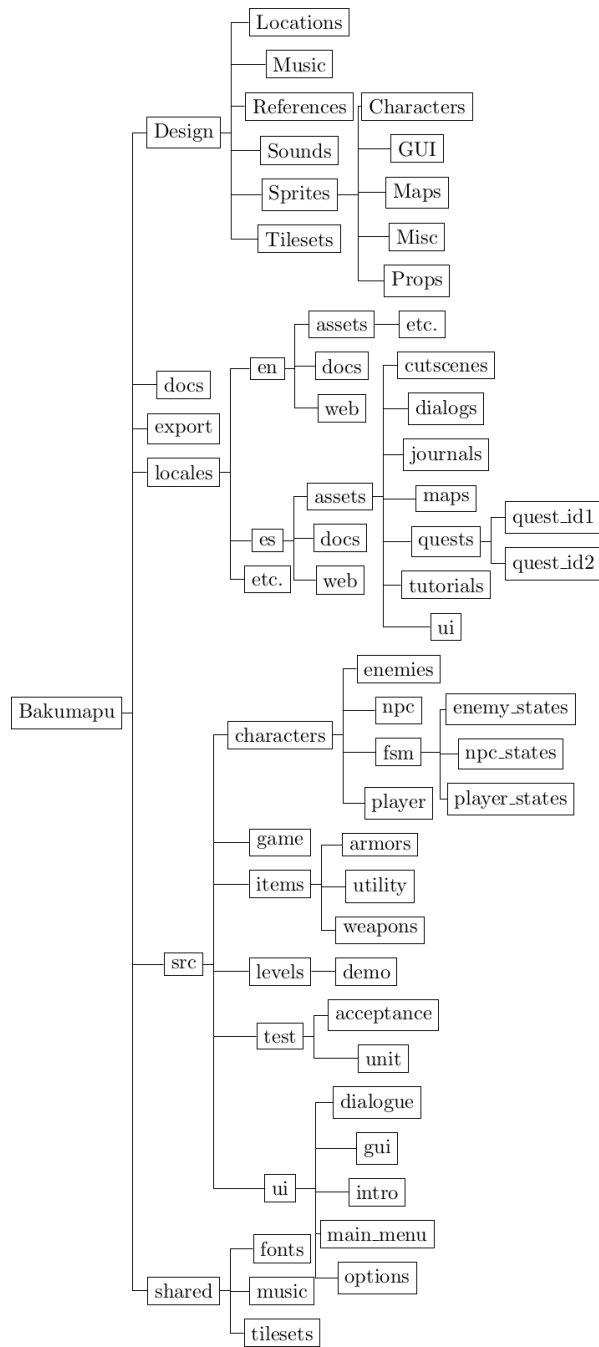 Bakumapu
Design
Locations
Music
References
Sounds
Sprites
Characters
GUI
Maps
Misc
Props
Tilesets
docs
export
locales
en
assets
etc.
docs
web
es
assets
cutscenes
dialogs
journals
maps
quests
quest_id1
quest_id2
tutorials
ui
docs
web
etc.
src
characters
enemies
npc
fsm
enemy_states
npc_states
player_states
player
game
items
armors
utility
weapons
levels
demo
test
acceptance
unit
ui
dialogue
gui
intro
main_menu
options
shared
fonts
music
tilesets